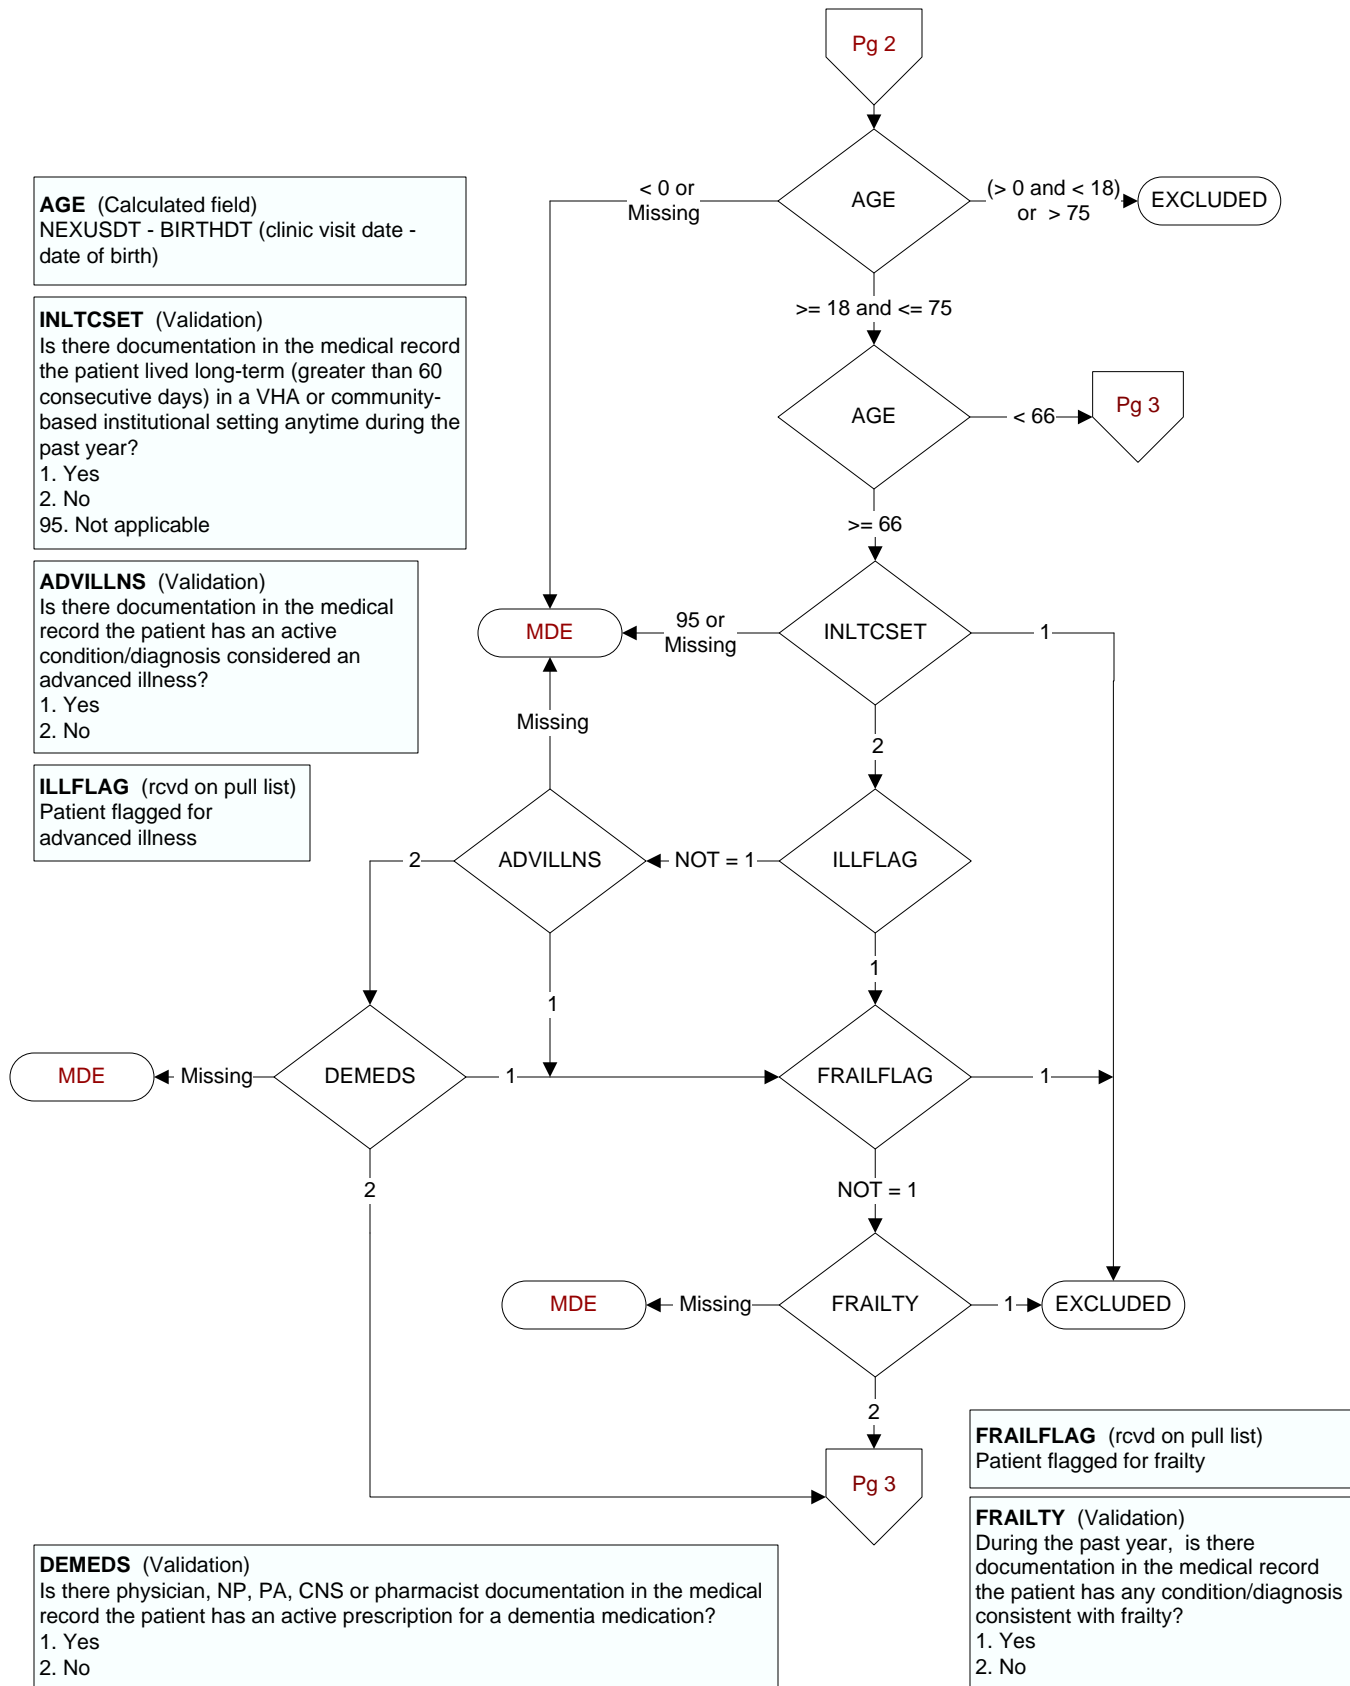 Pg 2
AGE
< 0 or
Missing
(> 0 and < 18)
or  > 75
EXCLUDED
AGE  (Calculated field)
NEXUSDT - BIRTHDT (clinic visit date -
date of birth)
>= 18 and <= 75
INLTCSET  (Validation)
Is there documentation in the medical record
the patient lived long-term (greater than 60
consecutive days) in a VHA or community-
based institutional setting anytime during the
past year?
1. Yes
2. No
95. Not applicable
AGE
< 66
Pg 3
>= 66
ADVILLNS  (Validation)
Is there documentation in the medical
record the patient has an active
condition/diagnosis considered an
advanced illness?
1. Yes
2. No
MDE
95 or
Missing
INLTCSET
1
Missing
2
ILLFLAG  (rcvd on pull list)
Patient flagged for
advanced illness
2
ADVILLNS
NOT = 1
ILLFLAG
1
1
MDE
Missing
DEMEDS
1
FRAILFLAG
1
2
NOT = 1
MDE
Missing
FRAILTY
1
EXCLUDED
2
Pg 3
FRAILFLAG  (rcvd on pull list)
Patient flagged for frailty
FRAILTY  (Validation)
During the past year,  is there
documentation in the medical record
the patient has any condition/diagnosis
consistent with frailty?
1. Yes
2. No
DEMEDS  (Validation)
Is there physician, NP, PA, CNS or pharmacist documentation in the medical
record the patient has an active prescription for a dementia medication?
1. Yes
2. No